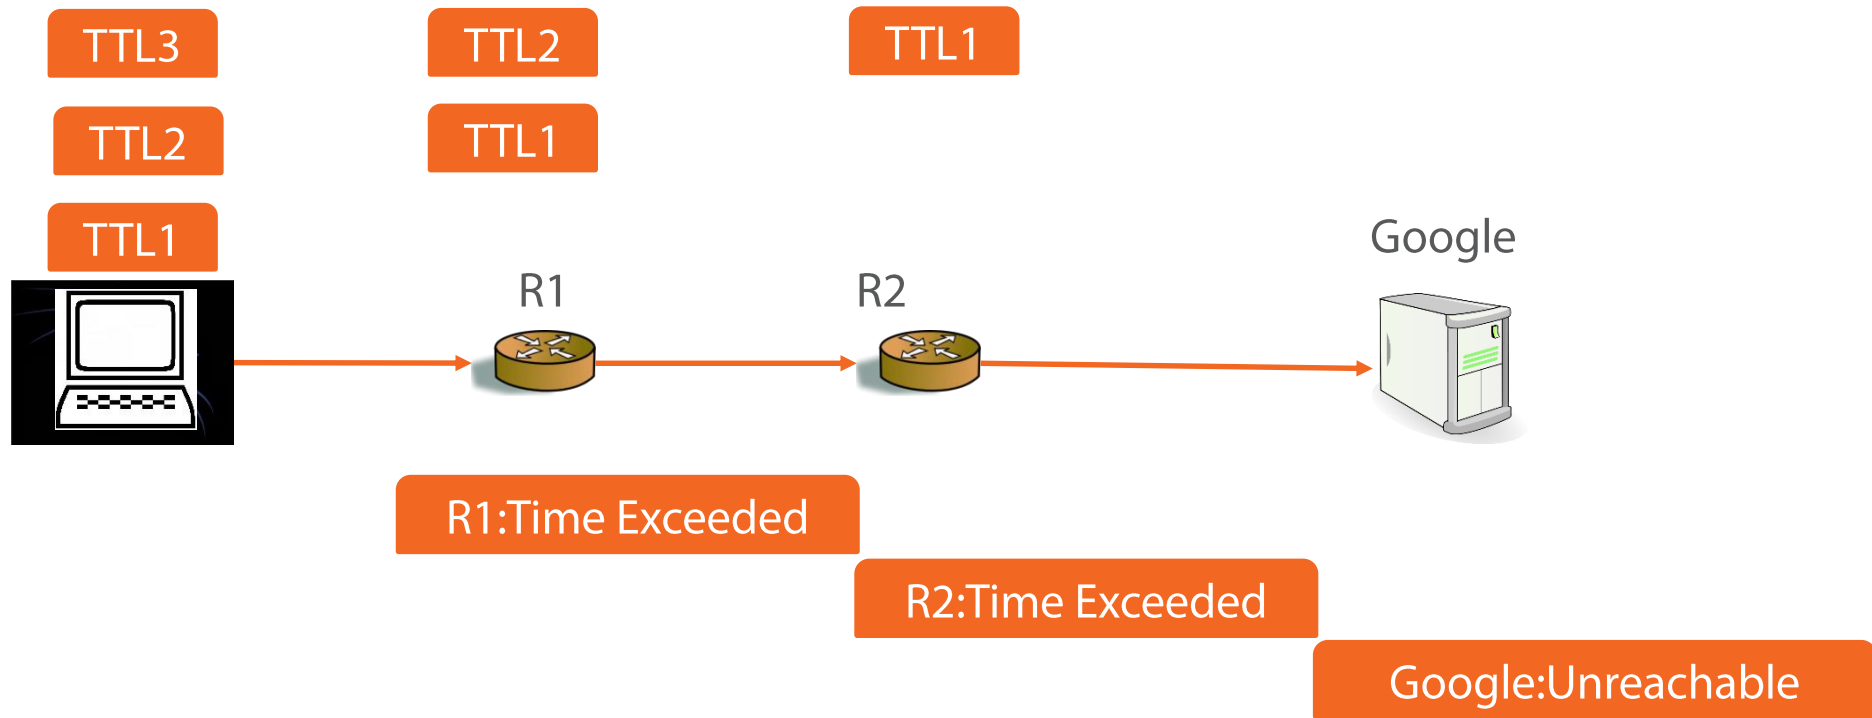 TTL3
TTL2
TTL1
TTL2
TTL1
TTL1
Google
R1
R2
R1:Time Exceeded
R2:Time Exceeded
Google:Unreachable